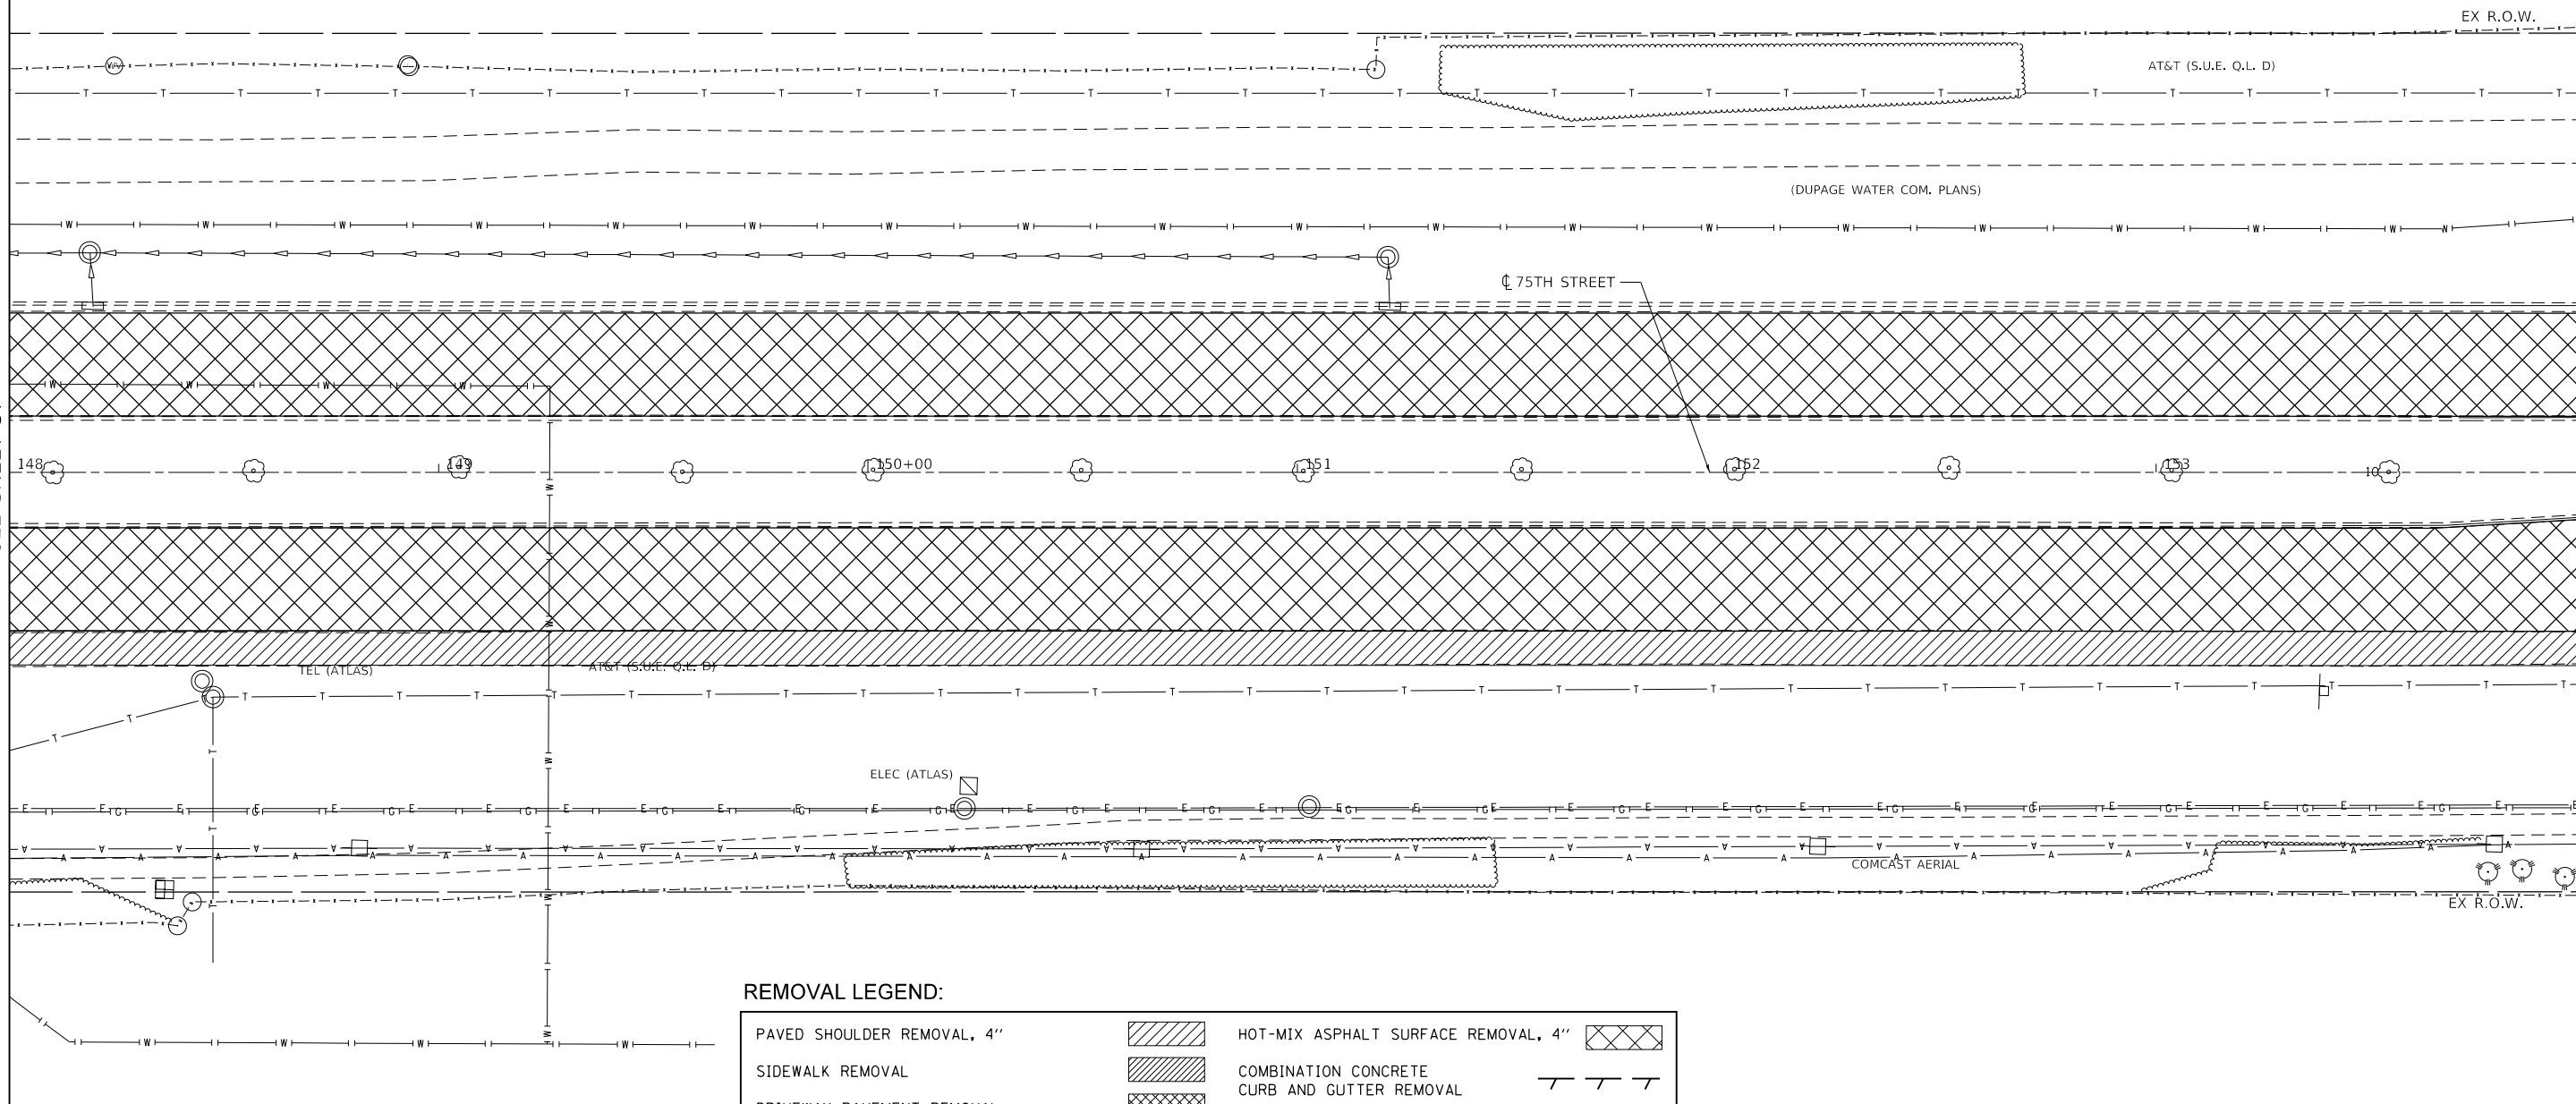 EX R.O.W.
AT&T (S.U.E. Q.L. D)
(DUPAGE WATER COM. PLANS)
℄ 75TH STREET
148
149
150+00
151
152
153
10
TEL (ATLAS)
AT&T (S.U.E. Q.L. D)
ELEC (ATLAS)
COMCAST AERIAL
EX R.O.W.
REMOVAL LEGEND:
PAVED SHOULDER REMOVAL, 4"
HOT-MIX ASPHALT SURFACE REMOVAL, 4"
SIDEWALK REMOVAL
COMBINATION CONCRETE
CURB AND GUTTER REMOVAL